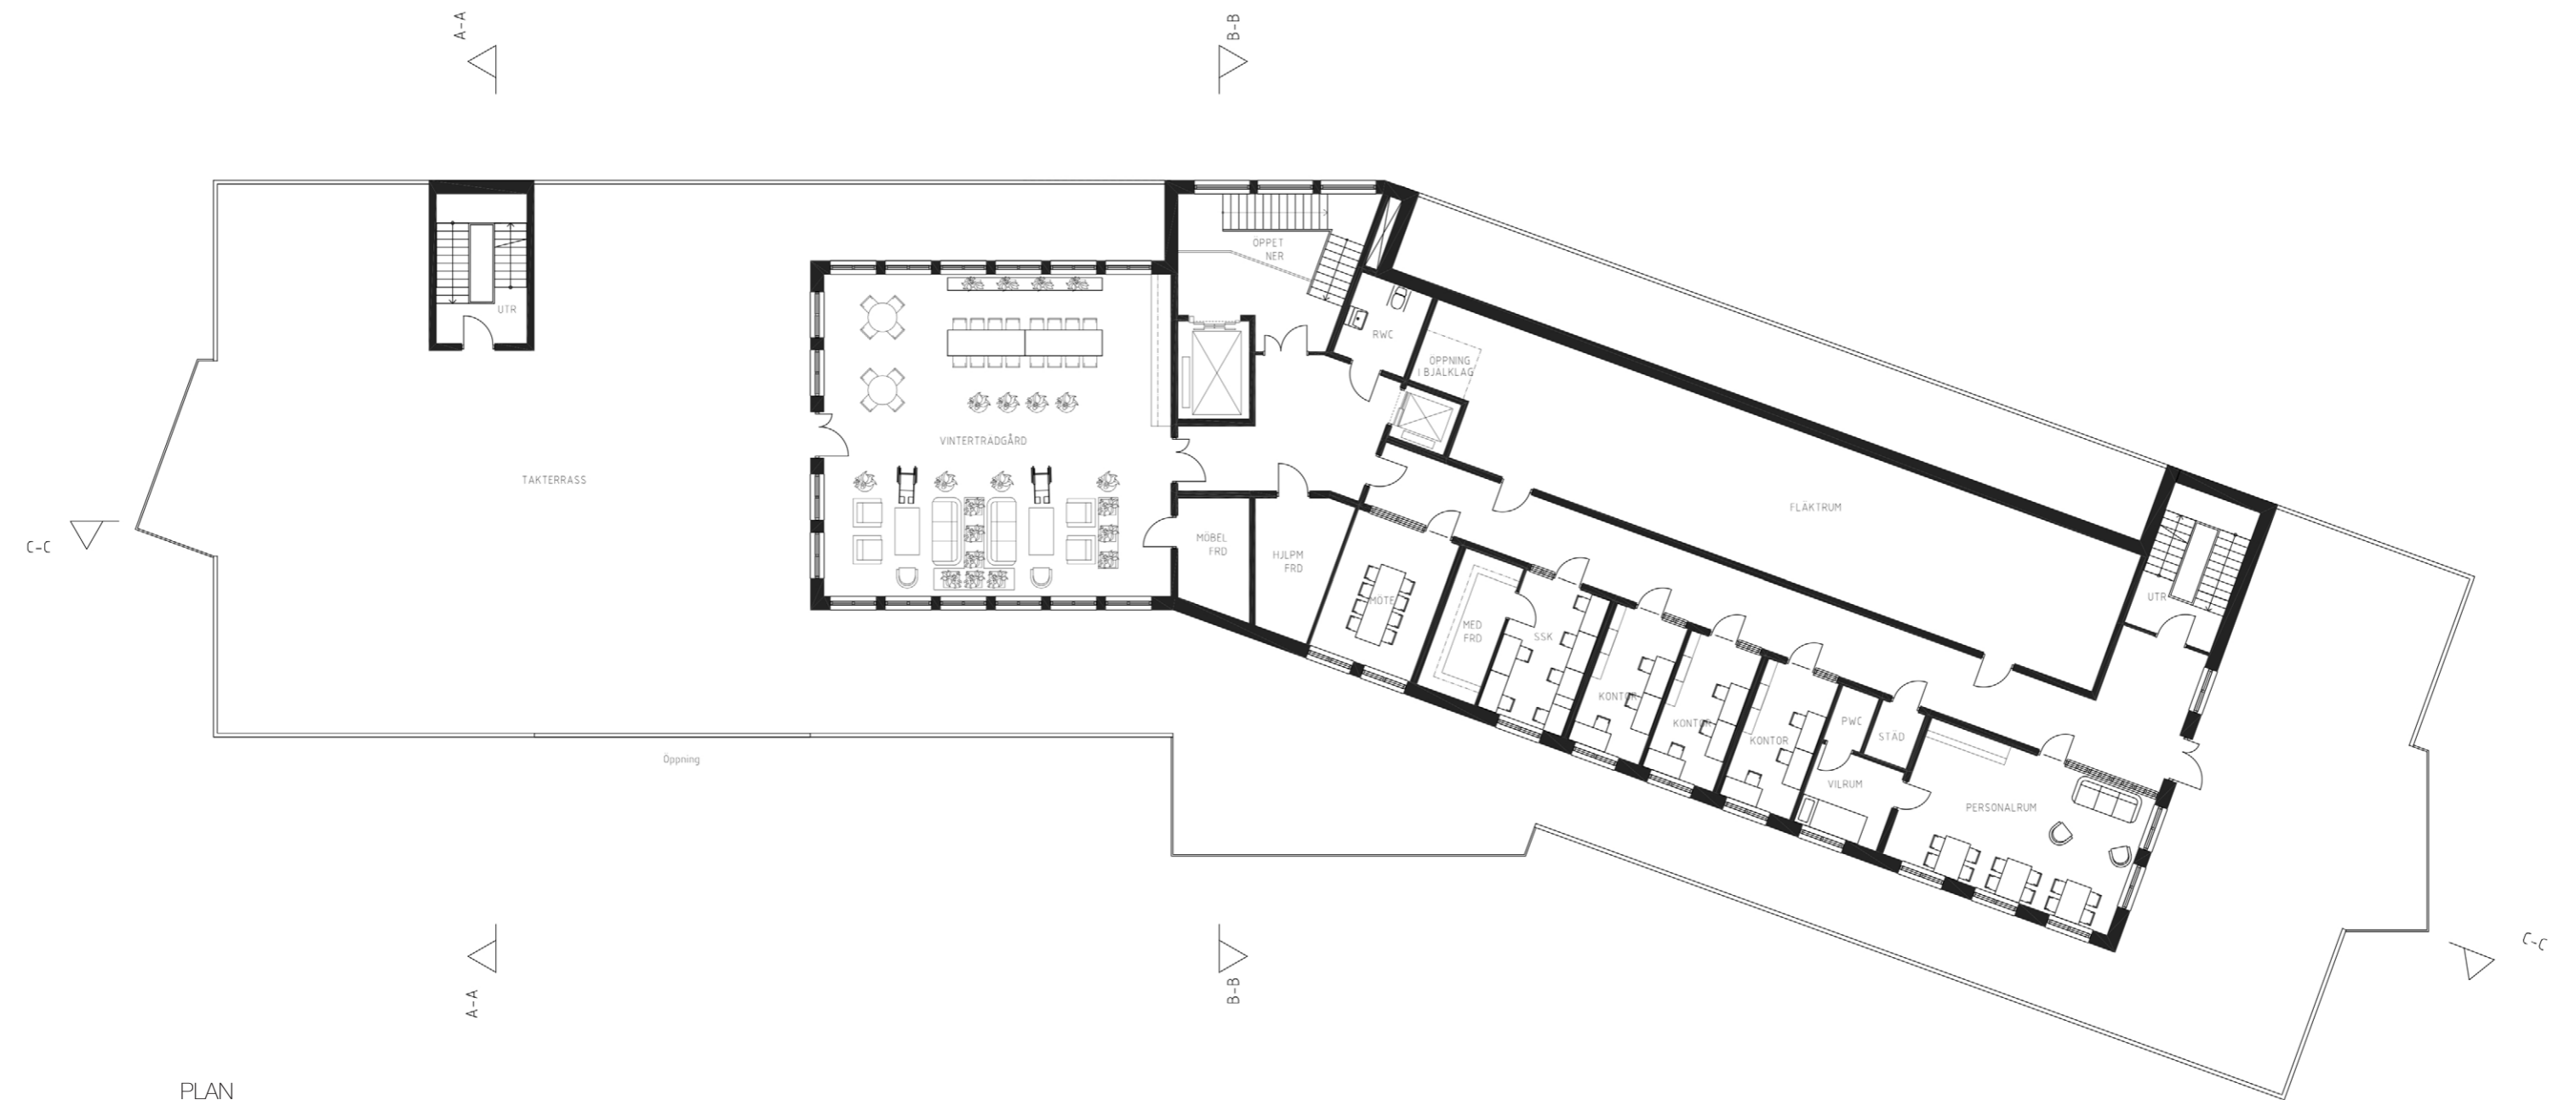 A-A
B-B
ÖPPET
NER
UTR
RWC
ÖPPNING
I BJÄLKLAG
VINTERTRÄDGÅRD
TAKTERRASS
FLÄKTRUM
C-C
MÖBEL
FRD
HJLPM
FRD
MÖTE
UTR
MED
FRD
SSK
KONTOR
KONTOR
KONTOR
PWC
STÄD
VILRUM
PERSONALRUM
Öppning
C-C
A-A
B-B
PLAN